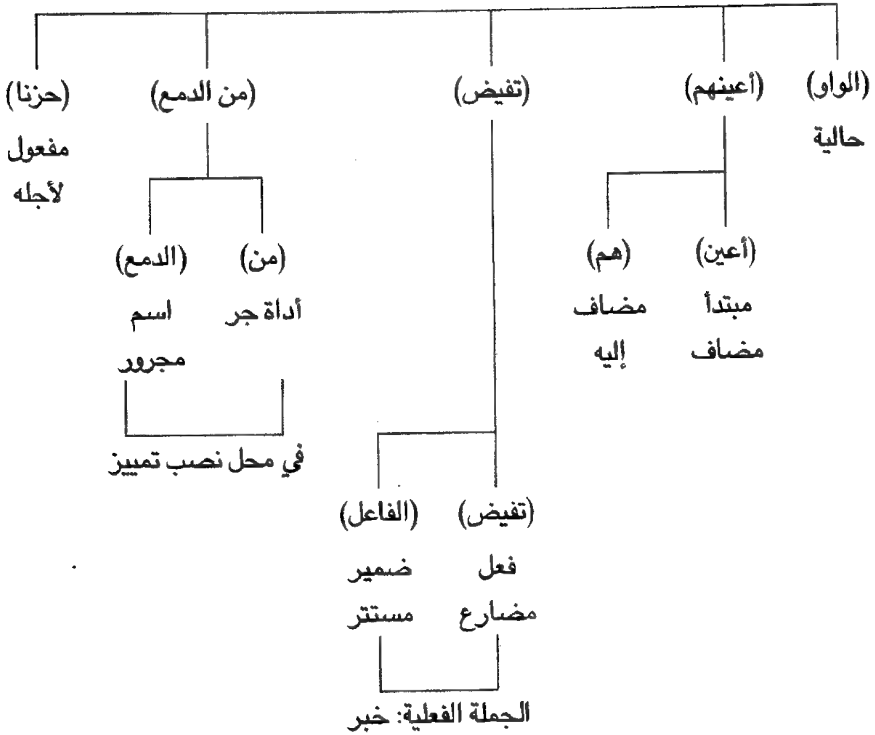 (الواو) (أعينهم) (تفيض) (من الدمع) (حزنا)
حالية
مفعول
لأجله
(أعين) (هم)
(من) (الدمع)
مبتدأ مضاف
مضاف إليه
أداة جر
اسم
مجرور
في محل نصب تمييز
(تفيض) (الفاعل)
فعل ضمير
مضارع مستتر
الجملة الفعلية: خبر